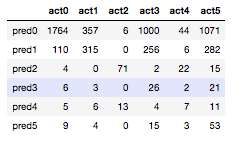 act0 act1 act2 act3 act4 act5
pred0 1764 357 6 1000 44 1071
pred1 110 315 0 256 6 282
pred2 4 0 71 2 22 15
pred3 6 3 0 26 2 21
pred4 5 6 13 4 7 11
pred5 9 4 0 15 3 53